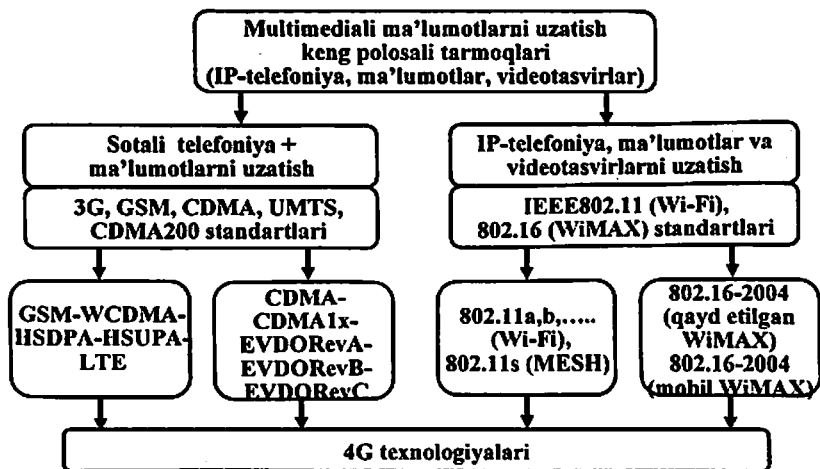 Multimediali ma'lumotlarni uzatish
keng polosali tarmoqlari
(IP-telefoniya, ma'lumotlar, videotasvirlar)
Sotali telefoniya +
ma'lumotlarni uzatish
IP-telefoniya, ma'lumotlar va
videotasvirlarni uzatish
3G, GSM, CDMA, UMTS,
CDMA200 standartlari
IEEE802.11 (Wi-Fi),
802.16 (WiMAX) standartlari
GSM-WCDMA-
HSDPA-HSUPA-
LTE
CDMA-
CDMA1x-
EVDORevA-
EVDORevB-
EVDORevC
802.11a,b,.....
(Wi-Fi),
802.11s (MESH)
802.16-2004
(qayd etilgan
WiMAX)
802.16-2004
(mobil WiMAX)
4G texnologiyalari